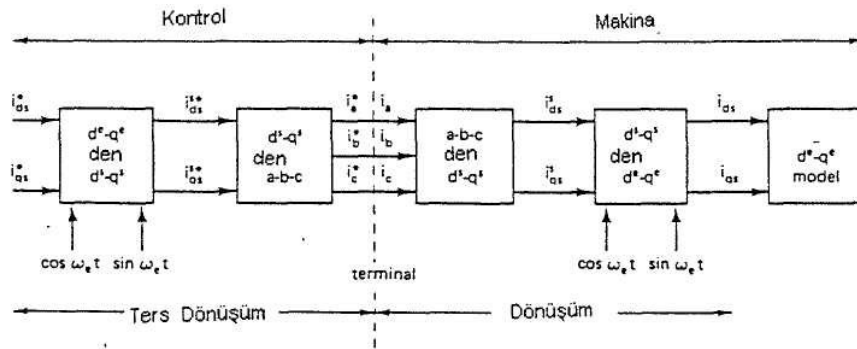 Kontrol
Makina
i*ds
i*qs
dᵉ-qᵉ
den
dˢ-qˢ
cos ωₑt
sin ωₑt
iˢ*ds
iˢ*qs
dˢ-qˢ
den
a-b-c
i*a
i*b
i*c
ia
ib
ic
terminal
a-b-c
den
dˢ-qˢ
iˢds
iˢqs
dˢ-qˢ
den
dᵉ-qᵉ
cos ωₑt
sin ωₑt
ids
iqs
dᵉ-qᵉ
model
Ters Dönüşüm
Dönüşüm